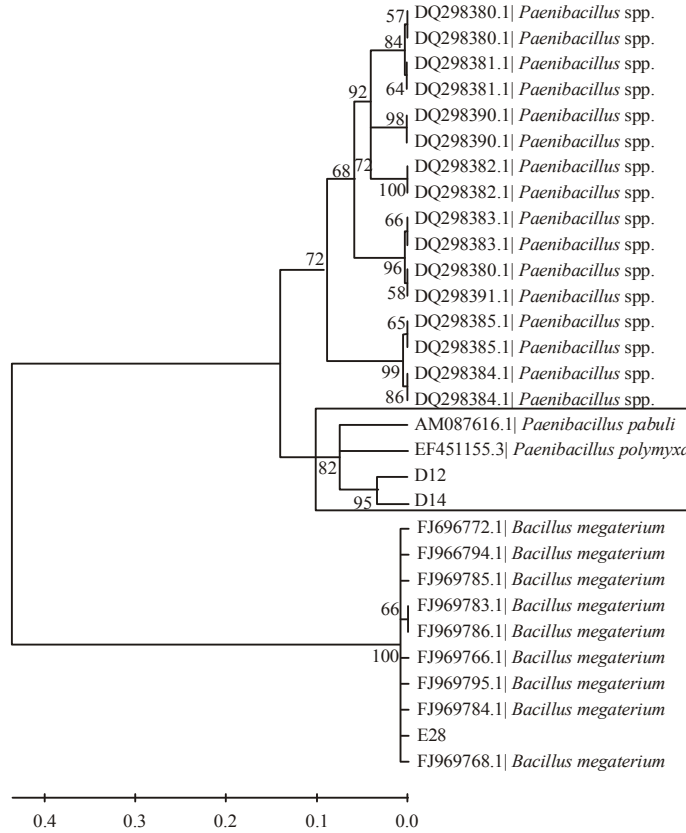 57
DQ298380.1| Paenibacillus spp.
84
DQ298380.1| Paenibacillus spp.
DQ298381.1| Paenibacillus spp.
64
DQ298381.1| Paenibacillus spp.
92
98
DQ298390.1| Paenibacillus spp.
DQ298390.1| Paenibacillus spp.
68
72
DQ298382.1| Paenibacillus spp.
100
DQ298382.1| Paenibacillus spp.
66
DQ298383.1| Paenibacillus spp.
DQ298383.1| Paenibacillus spp.
72
96
DQ298380.1| Paenibacillus spp.
58
DQ298391.1| Paenibacillus spp.
65
DQ298385.1| Paenibacillus spp.
DQ298385.1| Paenibacillus spp.
99
DQ298384.1| Paenibacillus spp.
86
DQ298384.1| Paenibacillus spp.
AM087616.1| Paenibacillus pabuli
EF451155.3| Paenibacillus polymyxa
82
D12
95
D14
FJ696772.1| Bacillus megaterium
FJ966794.1| Bacillus megaterium
FJ969785.1| Bacillus megaterium
66
FJ969783.1| Bacillus megaterium
FJ969786.1| Bacillus megaterium
100
FJ969766.1| Bacillus megaterium
FJ969795.1| Bacillus megaterium
FJ969784.1| Bacillus megaterium
E28
FJ969768.1| Bacillus megaterium
0.4 0.3 0.2 0.1 0.0